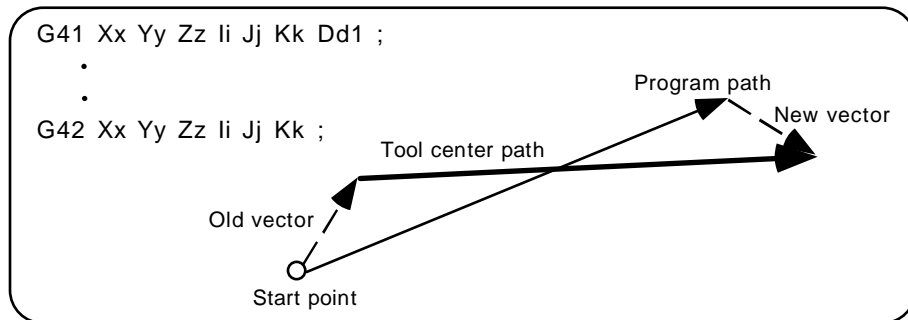 G41 Xx Yy Zz Ii Jj Kk Dd1 ;
Program path
New vector
G42 Xx Yy Zz Ii Jj Kk ;
Tool center path
Old vector
Start point